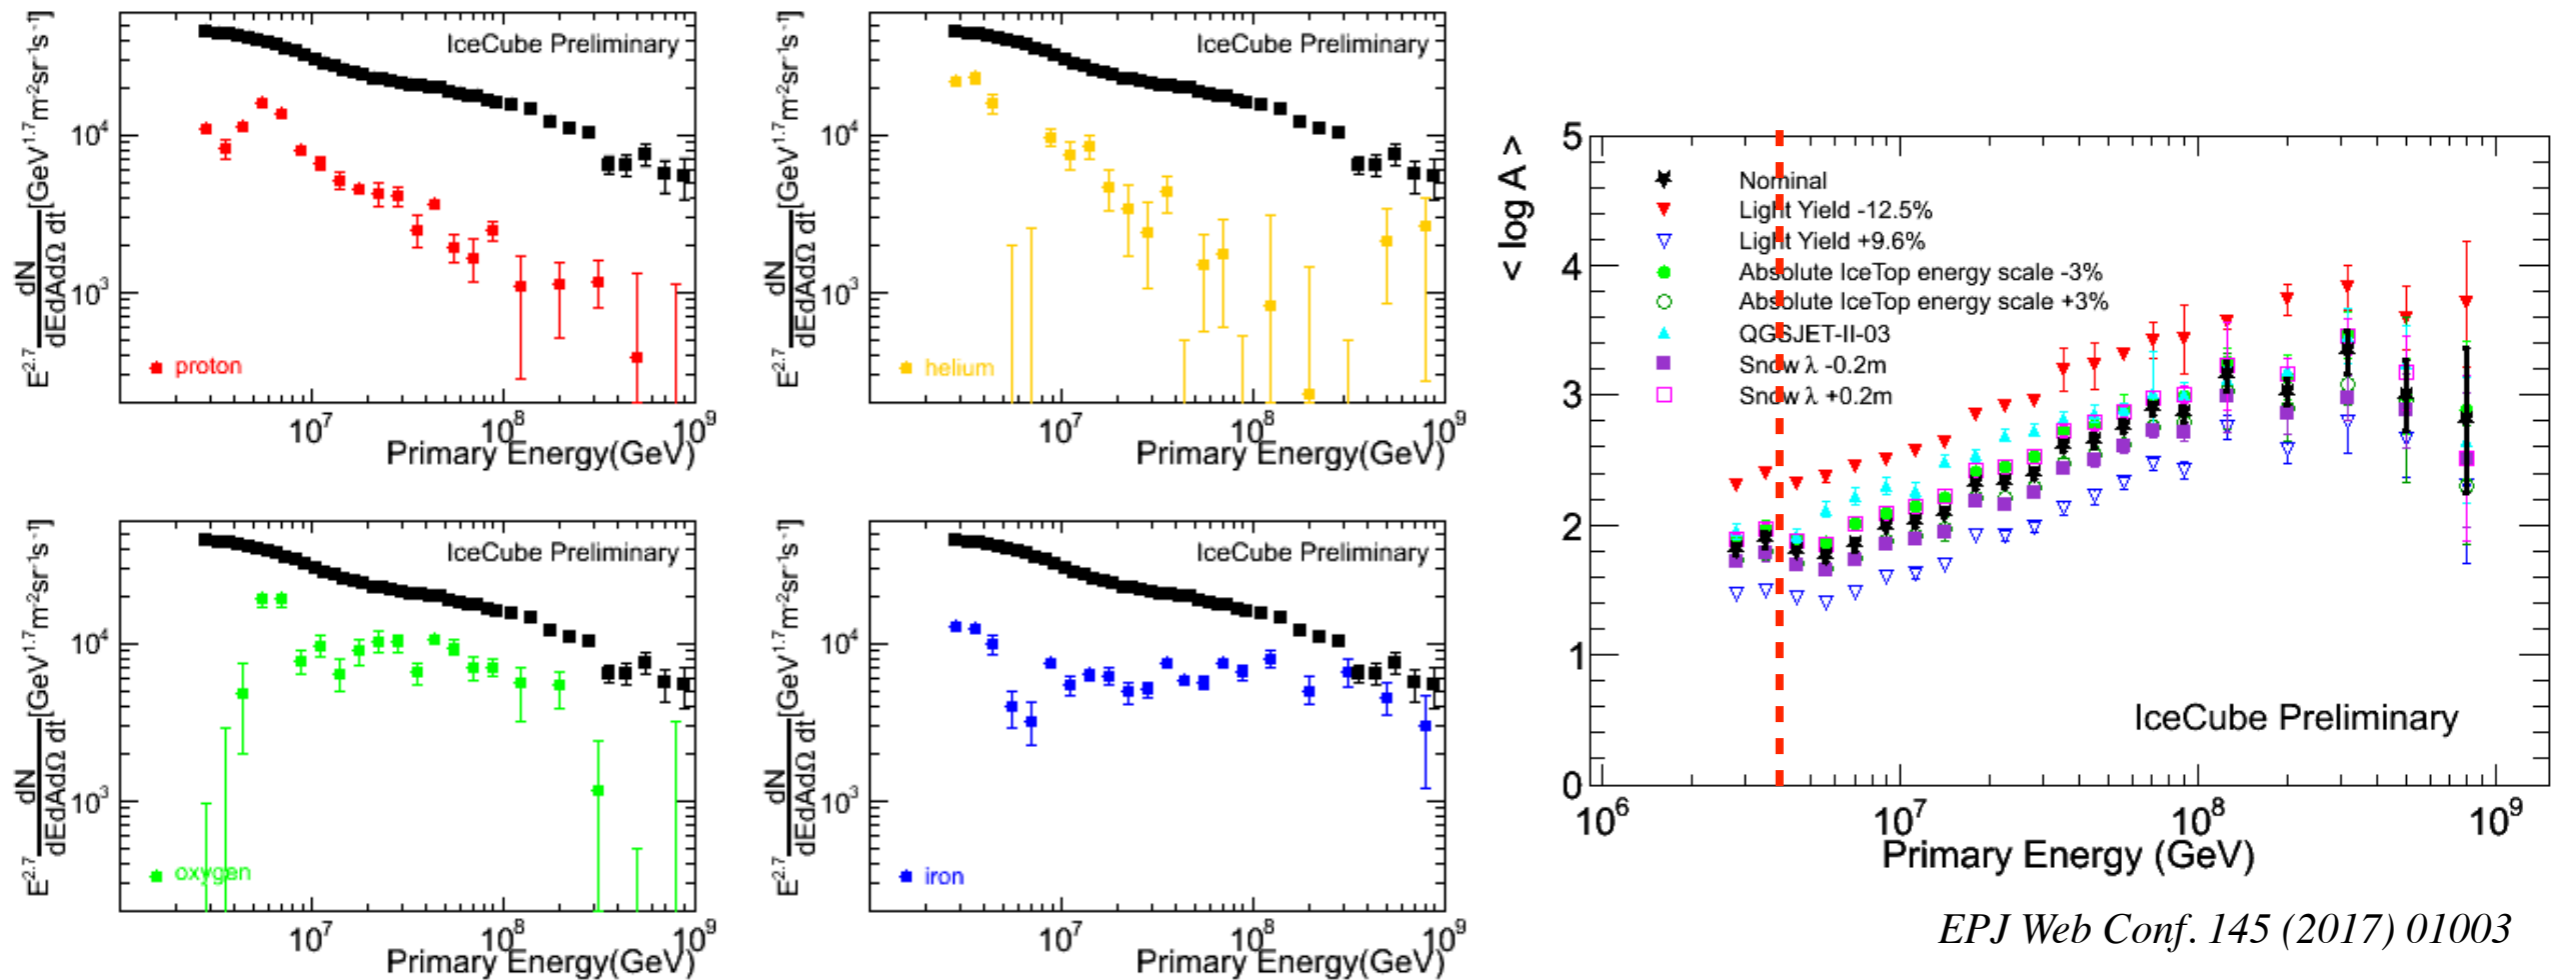 E^2.7 dN/dEdAdΩ dt [GeV^1.7 m^-2 sr^-1 s^-1]
IceCube Preliminary
10^4
10^3
proton
10^7
10^8
10^9
Primary Energy(GeV)
E^2.7 dN/dEdAdΩ dt [GeV^1.7 m^-2 sr^-1 s^-1]
IceCube Preliminary
10^4
10^3
helium
10^7
10^8
10^9
Primary Energy(GeV)
E^2.7 dN/dEdAdΩ dt [GeV^1.7 m^-2 sr^-1 s^-1]
IceCube Preliminary
10^4
10^3
oxygen
10^7
10^8
10^9
Primary Energy(GeV)
E^2.7 dN/dEdAdΩ dt [GeV^1.7 m^-2 sr^-1 s^-1]
IceCube Preliminary
10^4
10^3
iron
10^7
10^8
10^9
Primary Energy(GeV)
< log A >
5
4
3
2
1
0
Nominal
Light Yield -12.5%
Light Yield +9.6%
Absolute IceTop energy scale -3%
Absolute IceTop energy scale +3%
QGSJET-II-03
Snow λ -0.2m
Snow λ +0.2m
IceCube Preliminary
10^6
10^7
10^8
10^9
Primary Energy (GeV)
EPJ Web Conf. 145 (2017) 01003